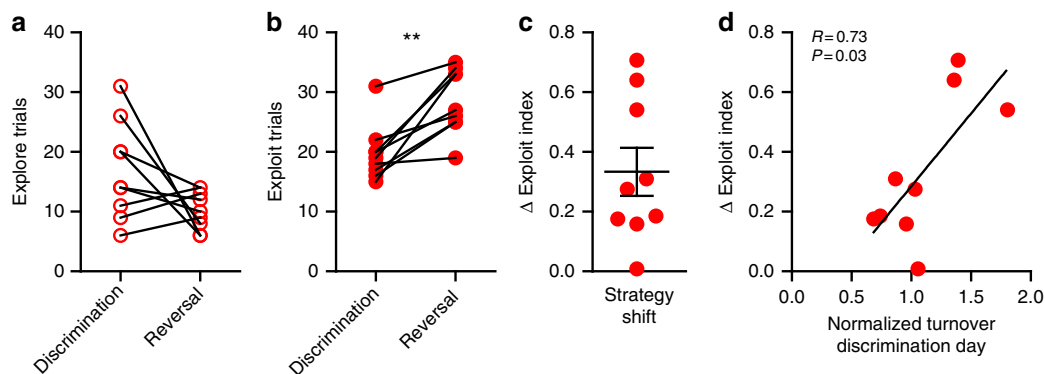 a
Explore trials
40
30
20
10
0
Discrimination
Reversal
b
Exploit trials
40
30
20
10
0
**
Discrimination
Reversal
c
Δ Exploit index
0.8
0.6
0.4
0.2
0.0
Strategy
shift
d
Δ Exploit index
0.8
0.6
0.4
0.2
0.0
R=0.73
P=0.03
0.0 0.5 1.0 1.5 2.0
Normalized turnover
discrimination day